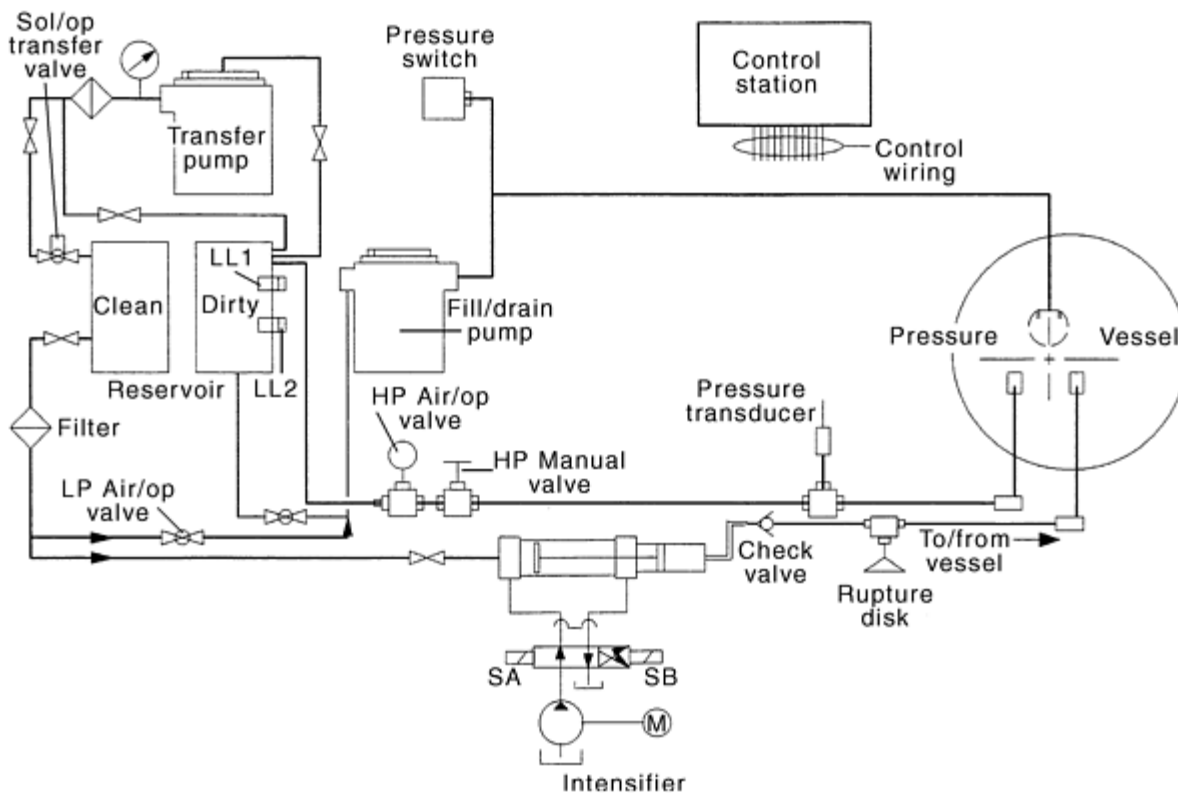 Sol/op
transfer
valve
Pressure
switch
Control
station
Transfer
pump
Control
wiring
LL1
Clean
Dirty
Fill/drain
pump
Pressure
Vessel
Reservoir
LL2
Pressure
transducer
HP Air/op
valve
Filter
HP Manual
valve
LP Air/op
valve
To/from
vessel
Check
valve
Rupture
disk
SA
SB
M
Intensifier